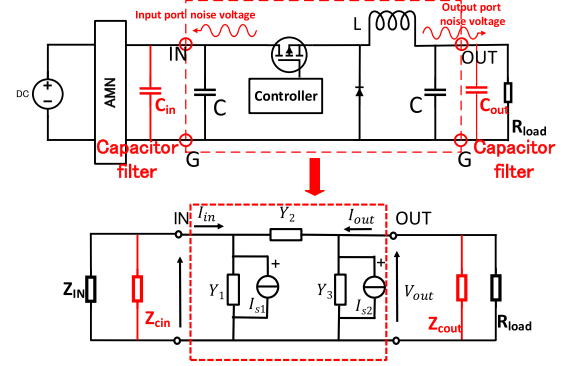 Input port
noise voltage
Output port
noise voltage
L
IN
OUT
DC
AMN
Cin
C
Controller
C
Cout
Rload
Capacitor
filter
G
G
Capacitor
filter
IN
Iin
Y2
Iout
OUT
ZIN
Zcin
Y1
Is1
Y3
Is2
Vout
Zcout
Rload